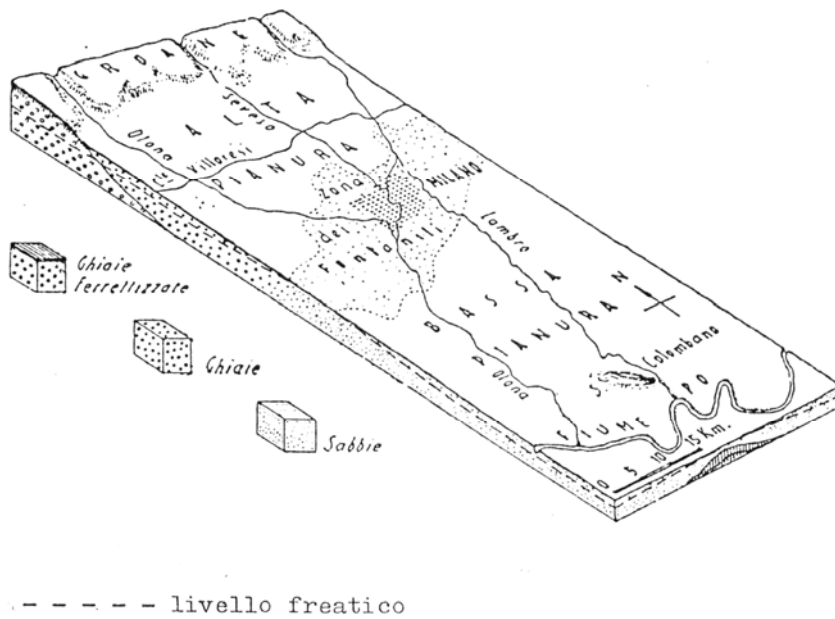 GROANE
ALTA
PIANURA
Olona
Seveso
C.le Villoresi
Zona
dei
Fontanili
MILANO
Lambro
BASSA
PIANURA
N
Olona
S. Colombano
FIUME PO
0 5 10 15 Km.
Ghiaie
Ferrettizzate
Ghiaie
Sabbie
livello freatico